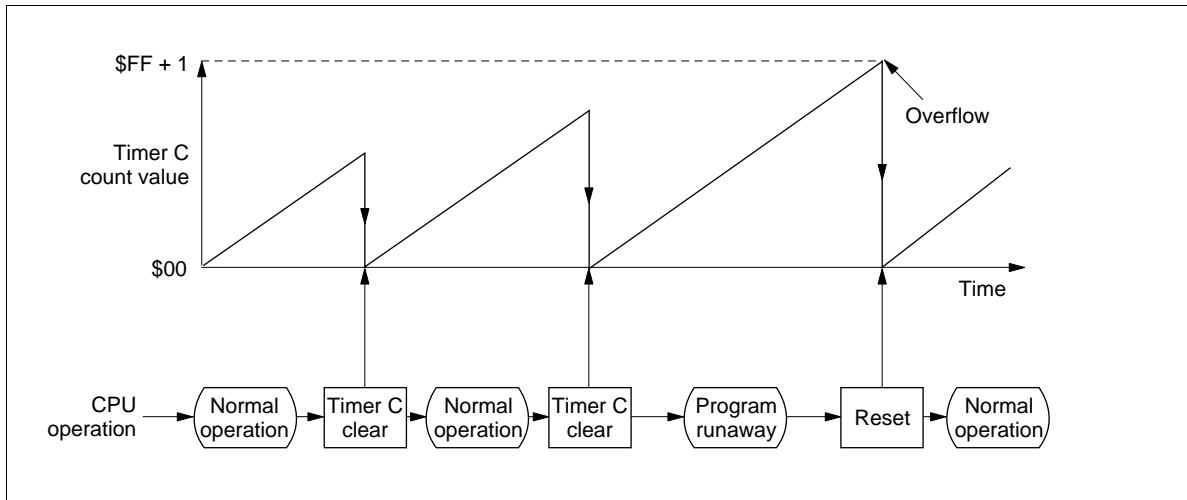 $FF + 1
Overflow
Timer C
count value
$00
Time
CPU
operation
Normal
operation
Timer C
clear
Normal
operation
Timer C
clear
Program
runaway
Reset
Normal
operation